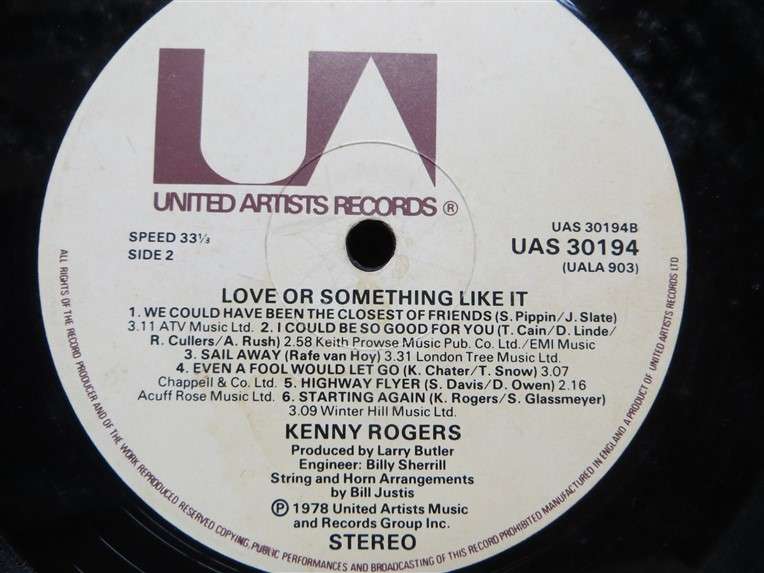 UA
UNITED ARTISTS RECORDS ®
SPEED 33⅓
SIDE 2
UAS 30194B
UAS 30194
(UALA 903)
LOVE OR SOMETHING LIKE IT
1. WE COULD HAVE BEEN THE CLOSEST OF FRIENDS (S. Pippin/J. Slate)
3.11 ATV Music Ltd. 2. I COULD BE SO GOOD FOR YOU (T. Cain/D. Linde/
R. Cullers/A. Rush) 2.58 Keith Prowse Music Pub. Co. Ltd./EMI Music
3. SAIL AWAY (Rafe van Hoy) 3.31 London Tree Music Ltd.
4. EVEN A FOOL WOULD LET GO (K. Chater/T. Snow) 3.07
Chappell & Co. Ltd. 5. HIGHWAY FLYER (S. Davis/D. Owen) 2.16
Acuff Rose Music Ltd. 6. STARTING AGAIN (K. Rogers/S. Glassmeyer)
3.09 Winter Hill Music Ltd.
KENNY ROGERS
Produced by Larry Butler
Engineer: Billy Sherrill
String and Horn Arrangements
by Bill Justis
℗ 1978 United Artists Music
and Records Group Inc.
STEREO
ALL RIGHTS OF THE RECORD PRODUCER AND OF THE WORK REPRODUCED RESERVED COPYING, PUBLIC PERFORMANCES AND BROADCASTING OF THIS RECORD PROHIBITED MANUFACTURED IN ENGLAND A PRODUCT OF UNITED ARTISTS RECORDS LTD